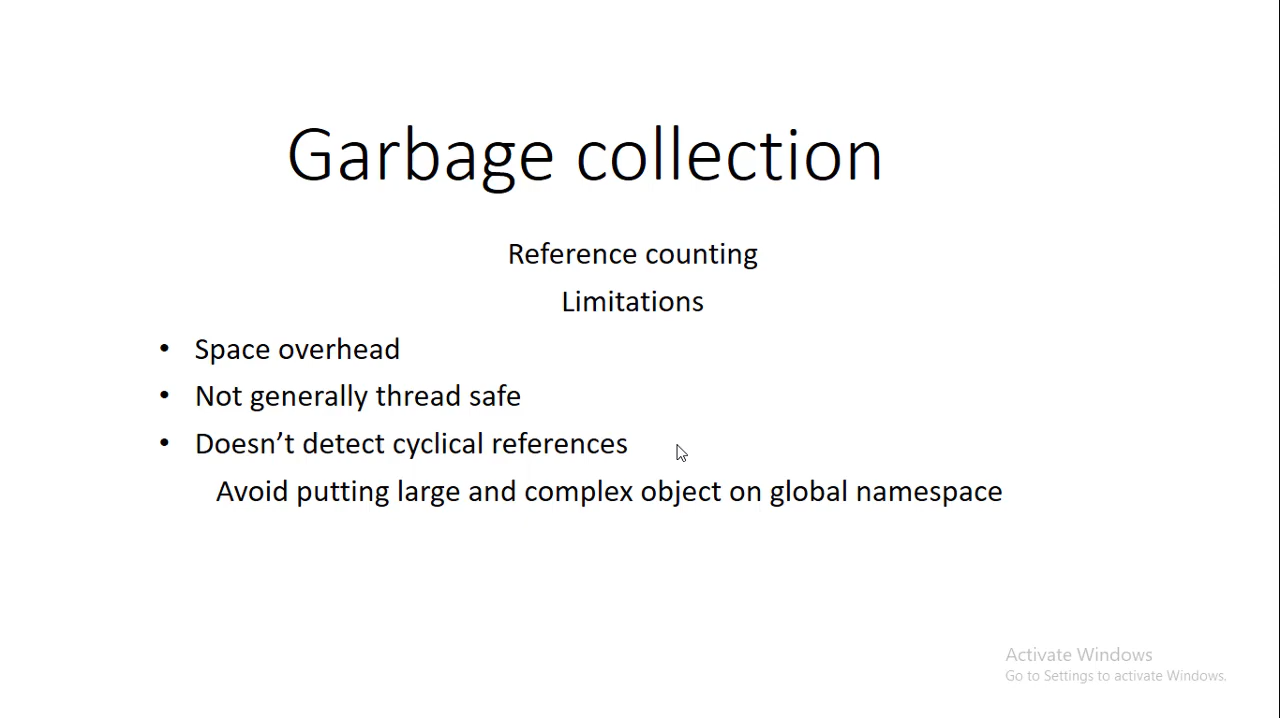 Garbage collection
Reference counting
Limitations
• Space overhead
• Not generally thread safe
• Doesn’t detect cyclical references
Avoid putting large and complex object on global namespace
Activate Windows
Go to Settings to activate Windows.